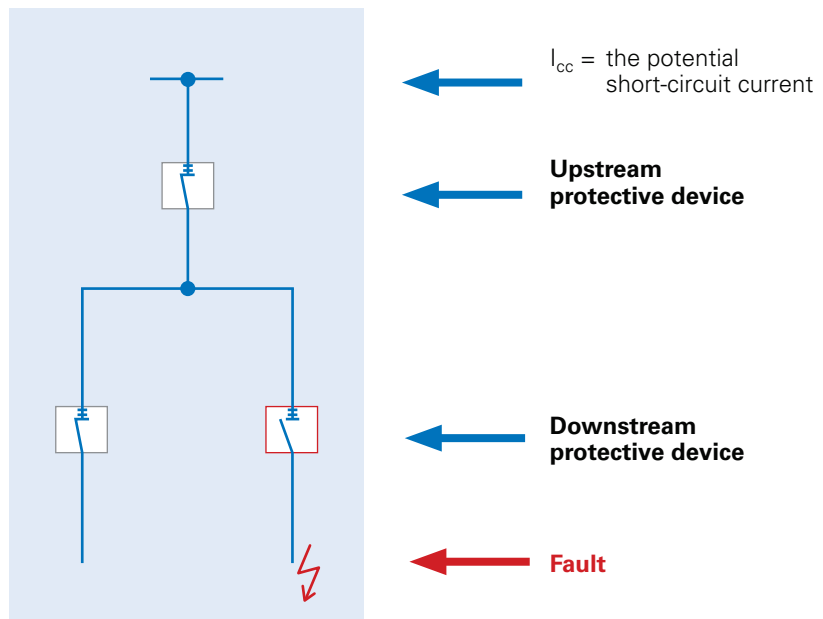 Icc = the potential
short-circuit current
Upstream
protective device
Downstream
protective device
Fault